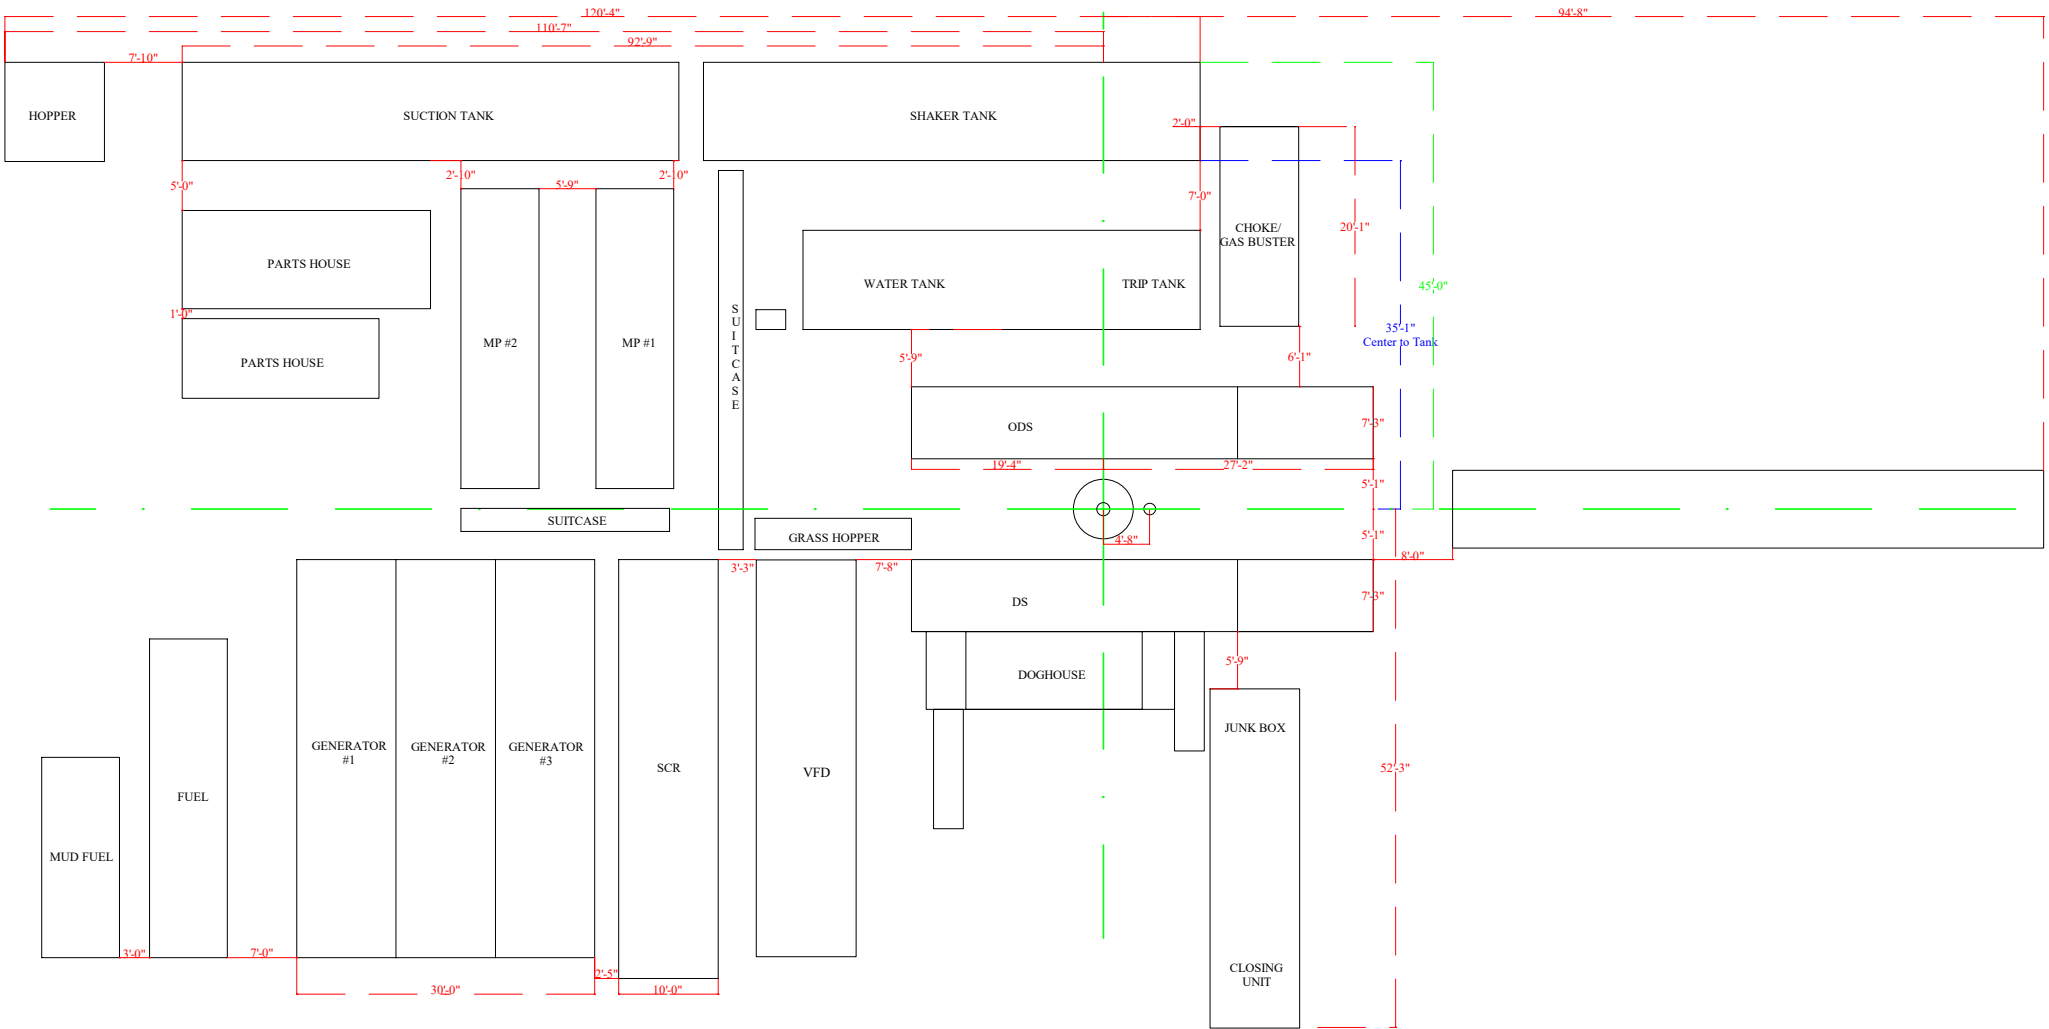 120'-4"
94'-8"
110'-7"
92'-9"
7'-10"
HOPPER
SUCTION TANK
SHAKER TANK
2'-0"
5'-0"
2'-10"
5'-9"
2'-10"
7'-0"
CHOKE/
GAS BUSTER
20'-1"
PARTS HOUSE
WATER TANK
TRIP TANK
45'-0"
1'-0"
SUITCASE
35'-1"
Center to Tank
MP #2
MP #1
PARTS HOUSE
5'-9"
6'-1"
ODS
7'-3"
19'-4"
27'-2"
5'-1"
SUITCASE
GRASS HOPPER
4'-8"
5'-1"
8'-0"
3'-3"
7'-8"
DS
7'-3"
5'-9"
DOGHOUSE
JUNK BOX
GENERATOR
#1
GENERATOR
#2
GENERATOR
#3
SCR
VFD
52'-3"
FUEL
MUD FUEL
3'-0"
7'-0"
2'-5"
30'-0"
10'-0"
CLOSING
UNIT